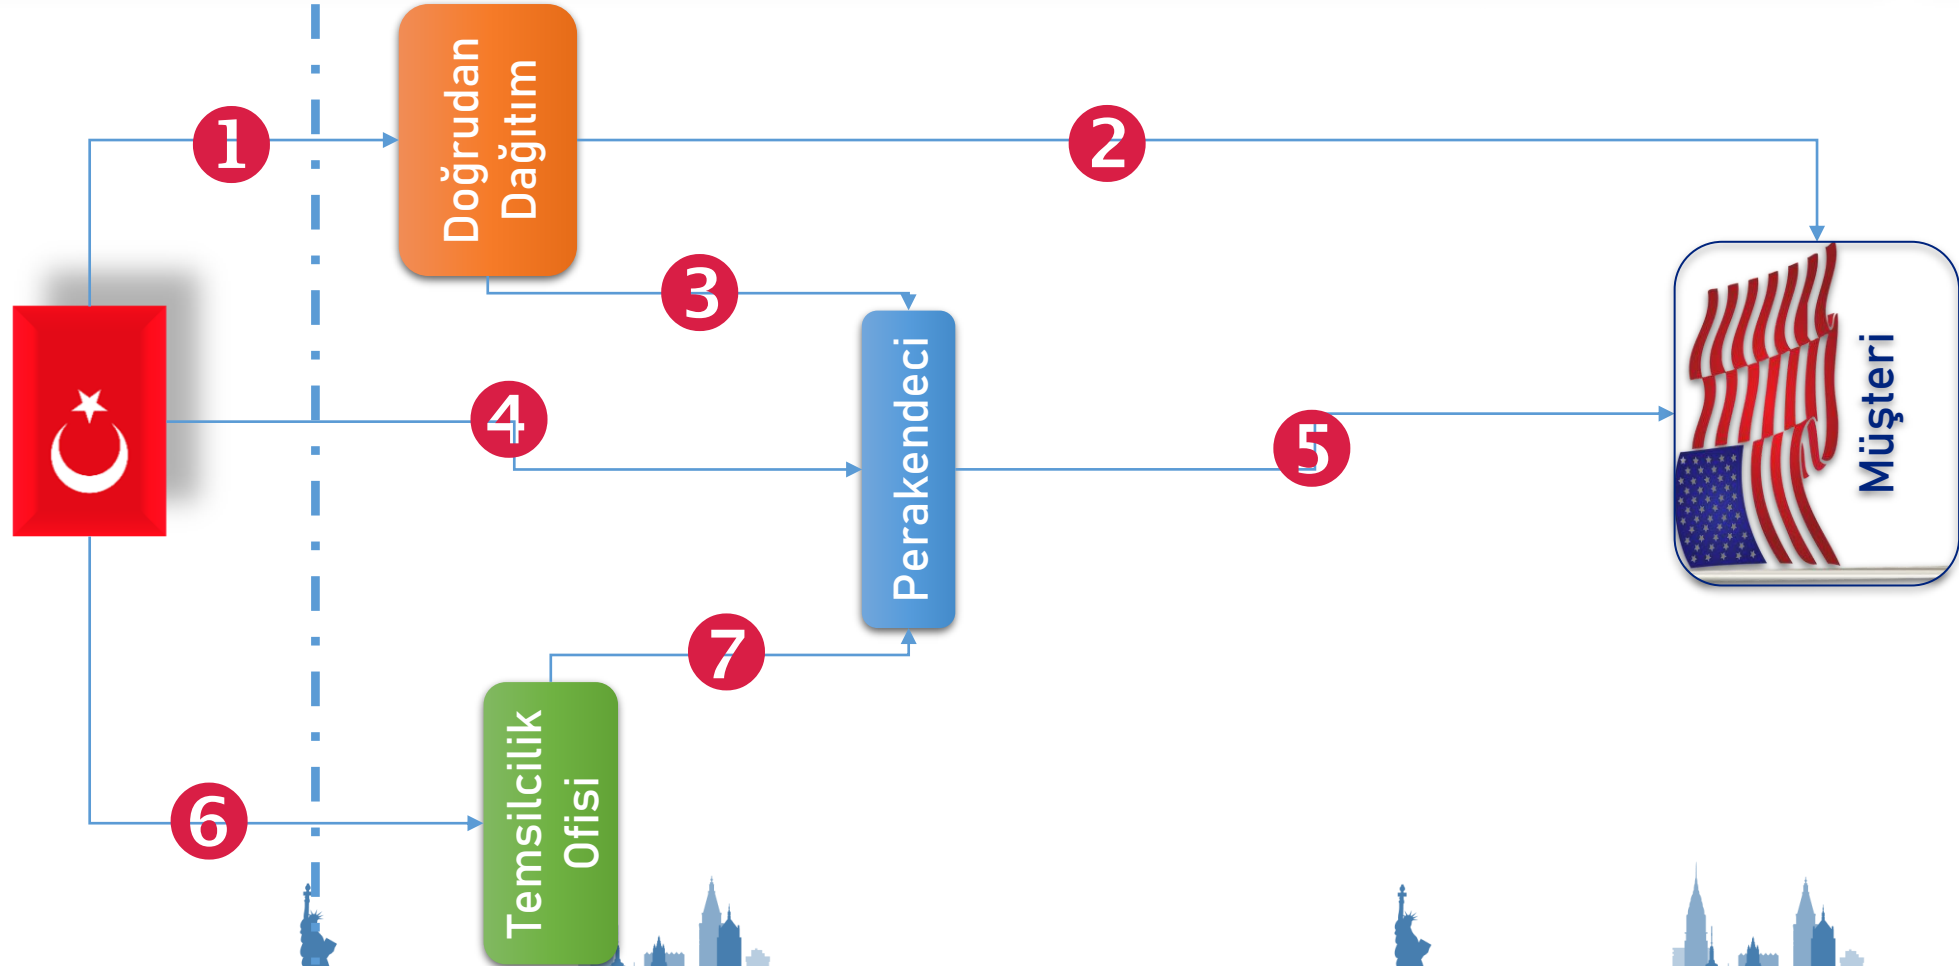 1
Doğrudan
Dağıtım
2
3
4
Perakendeci
5
Müşteri
6
7
Temsilcilik
Ofisi